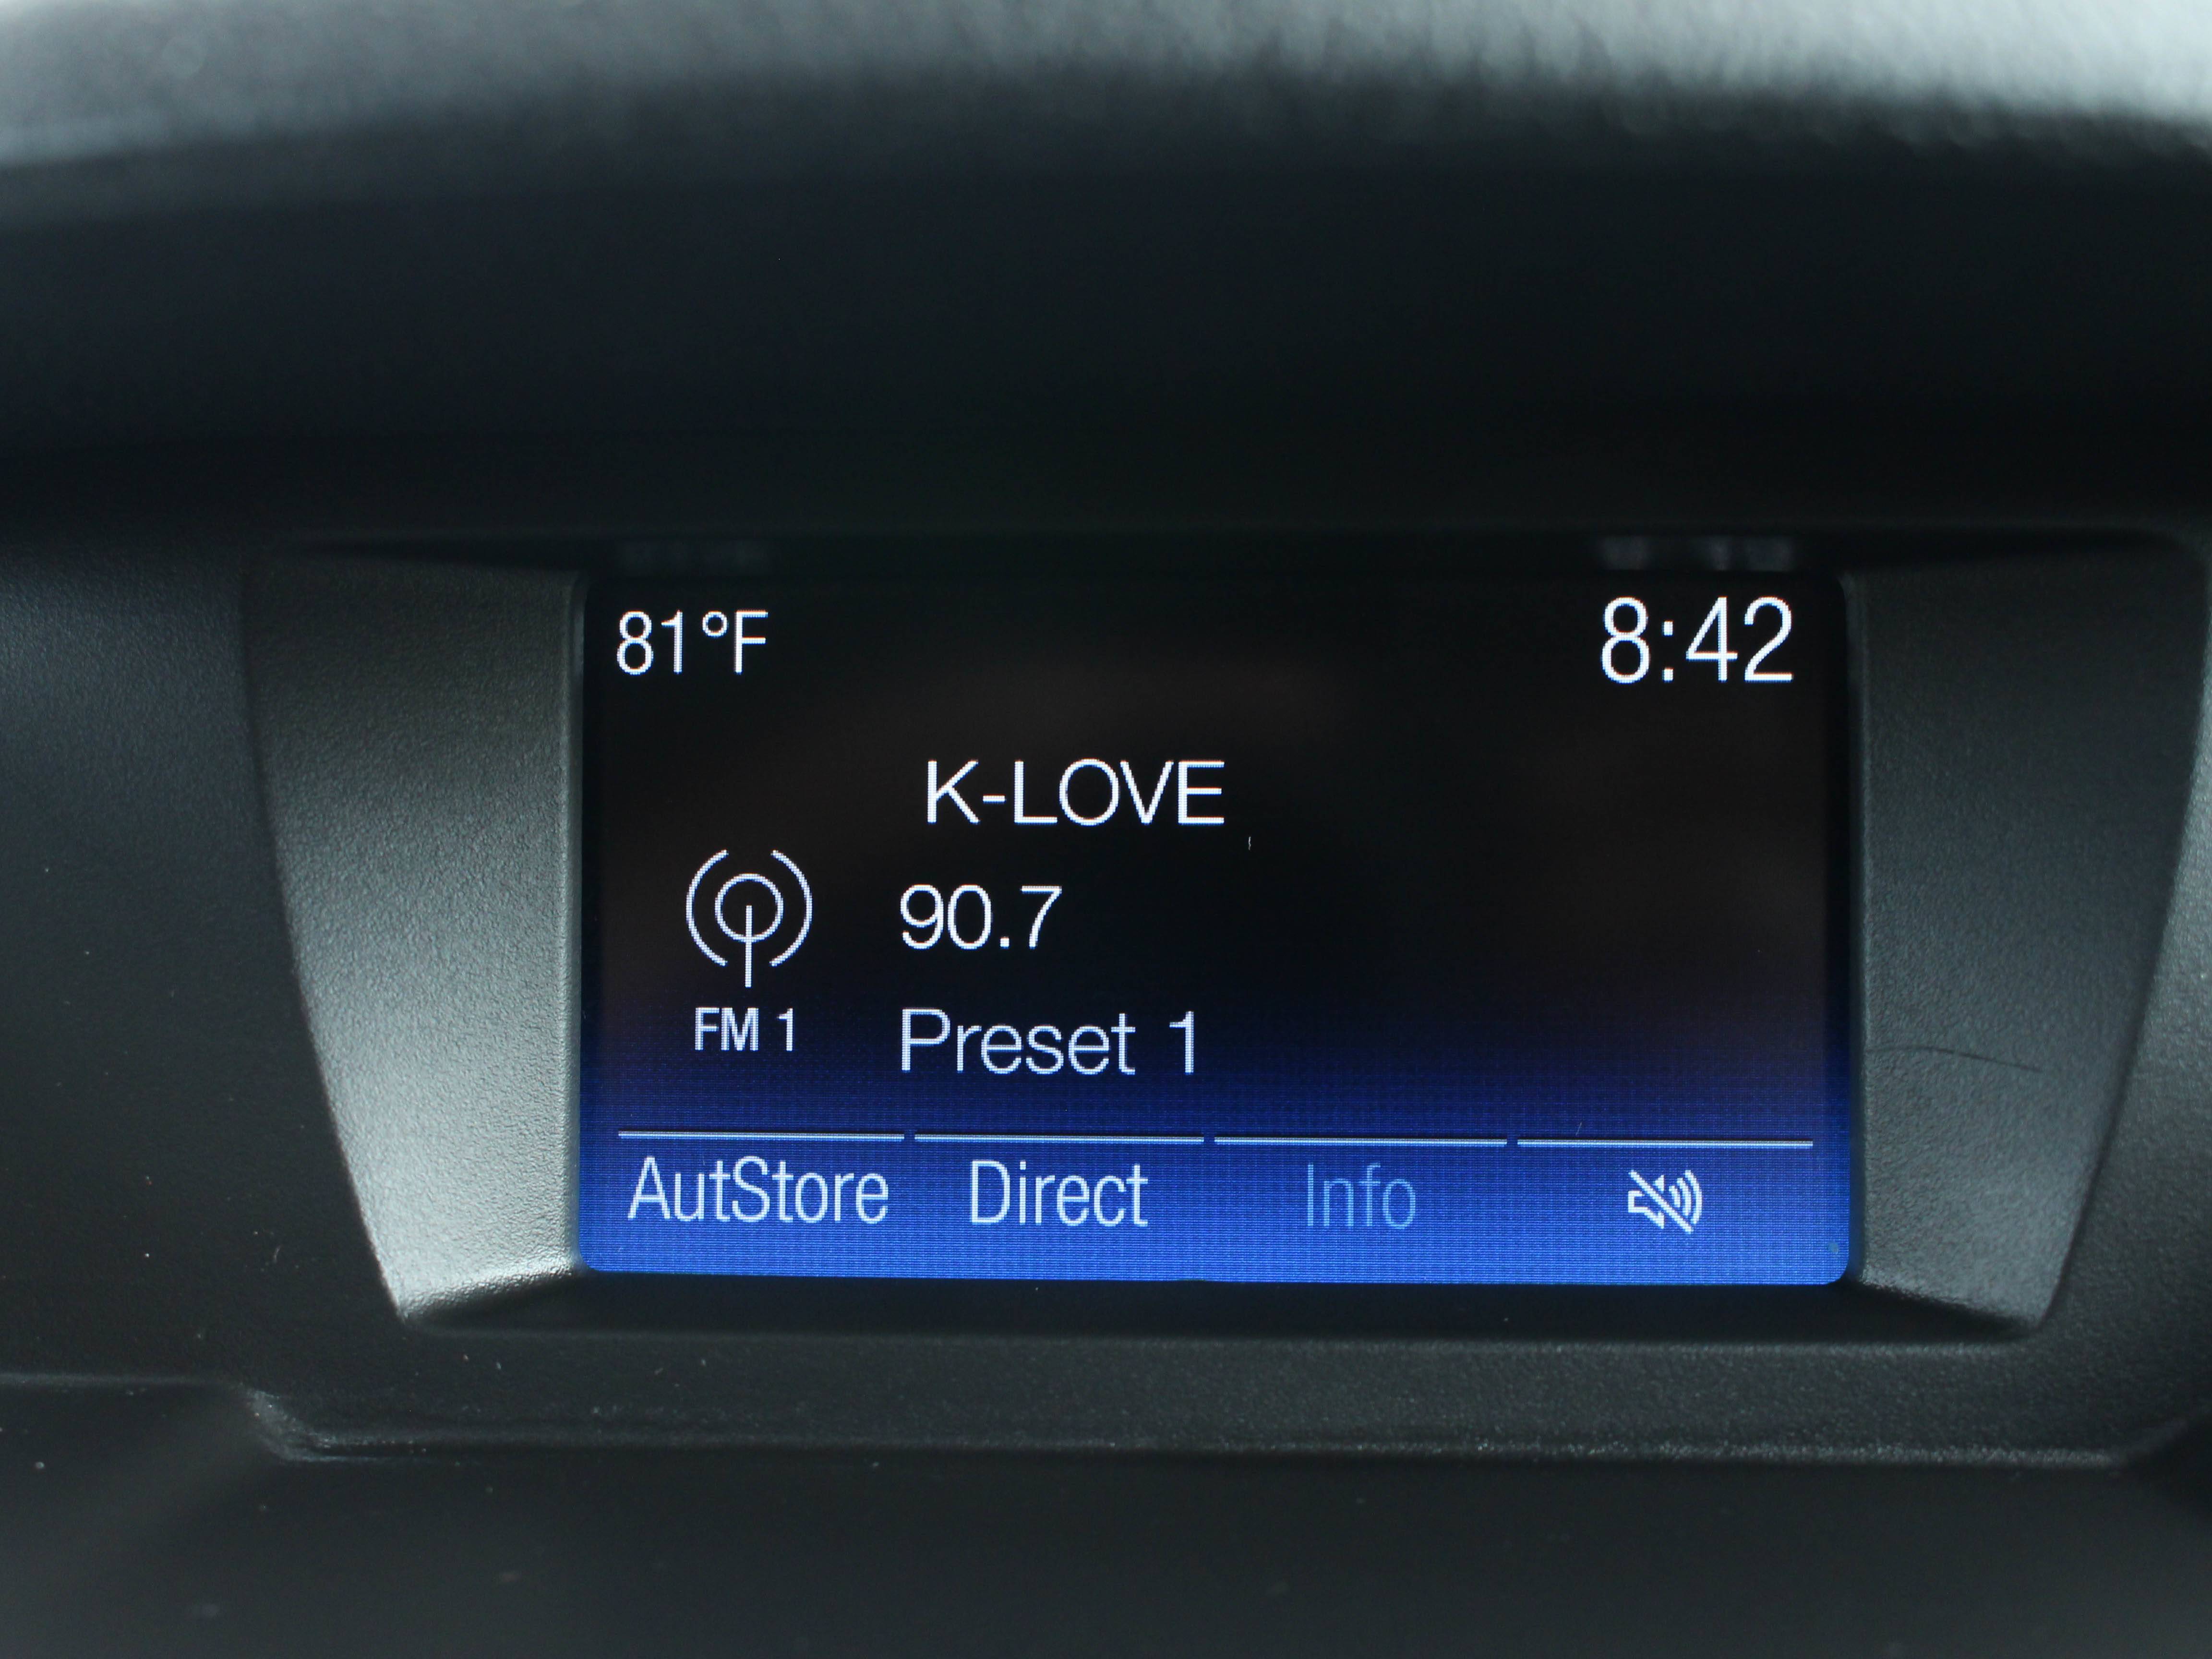 81°F 8:42
K-LOVE
90.7
FM 1 Preset 1
AutStore Direct Info